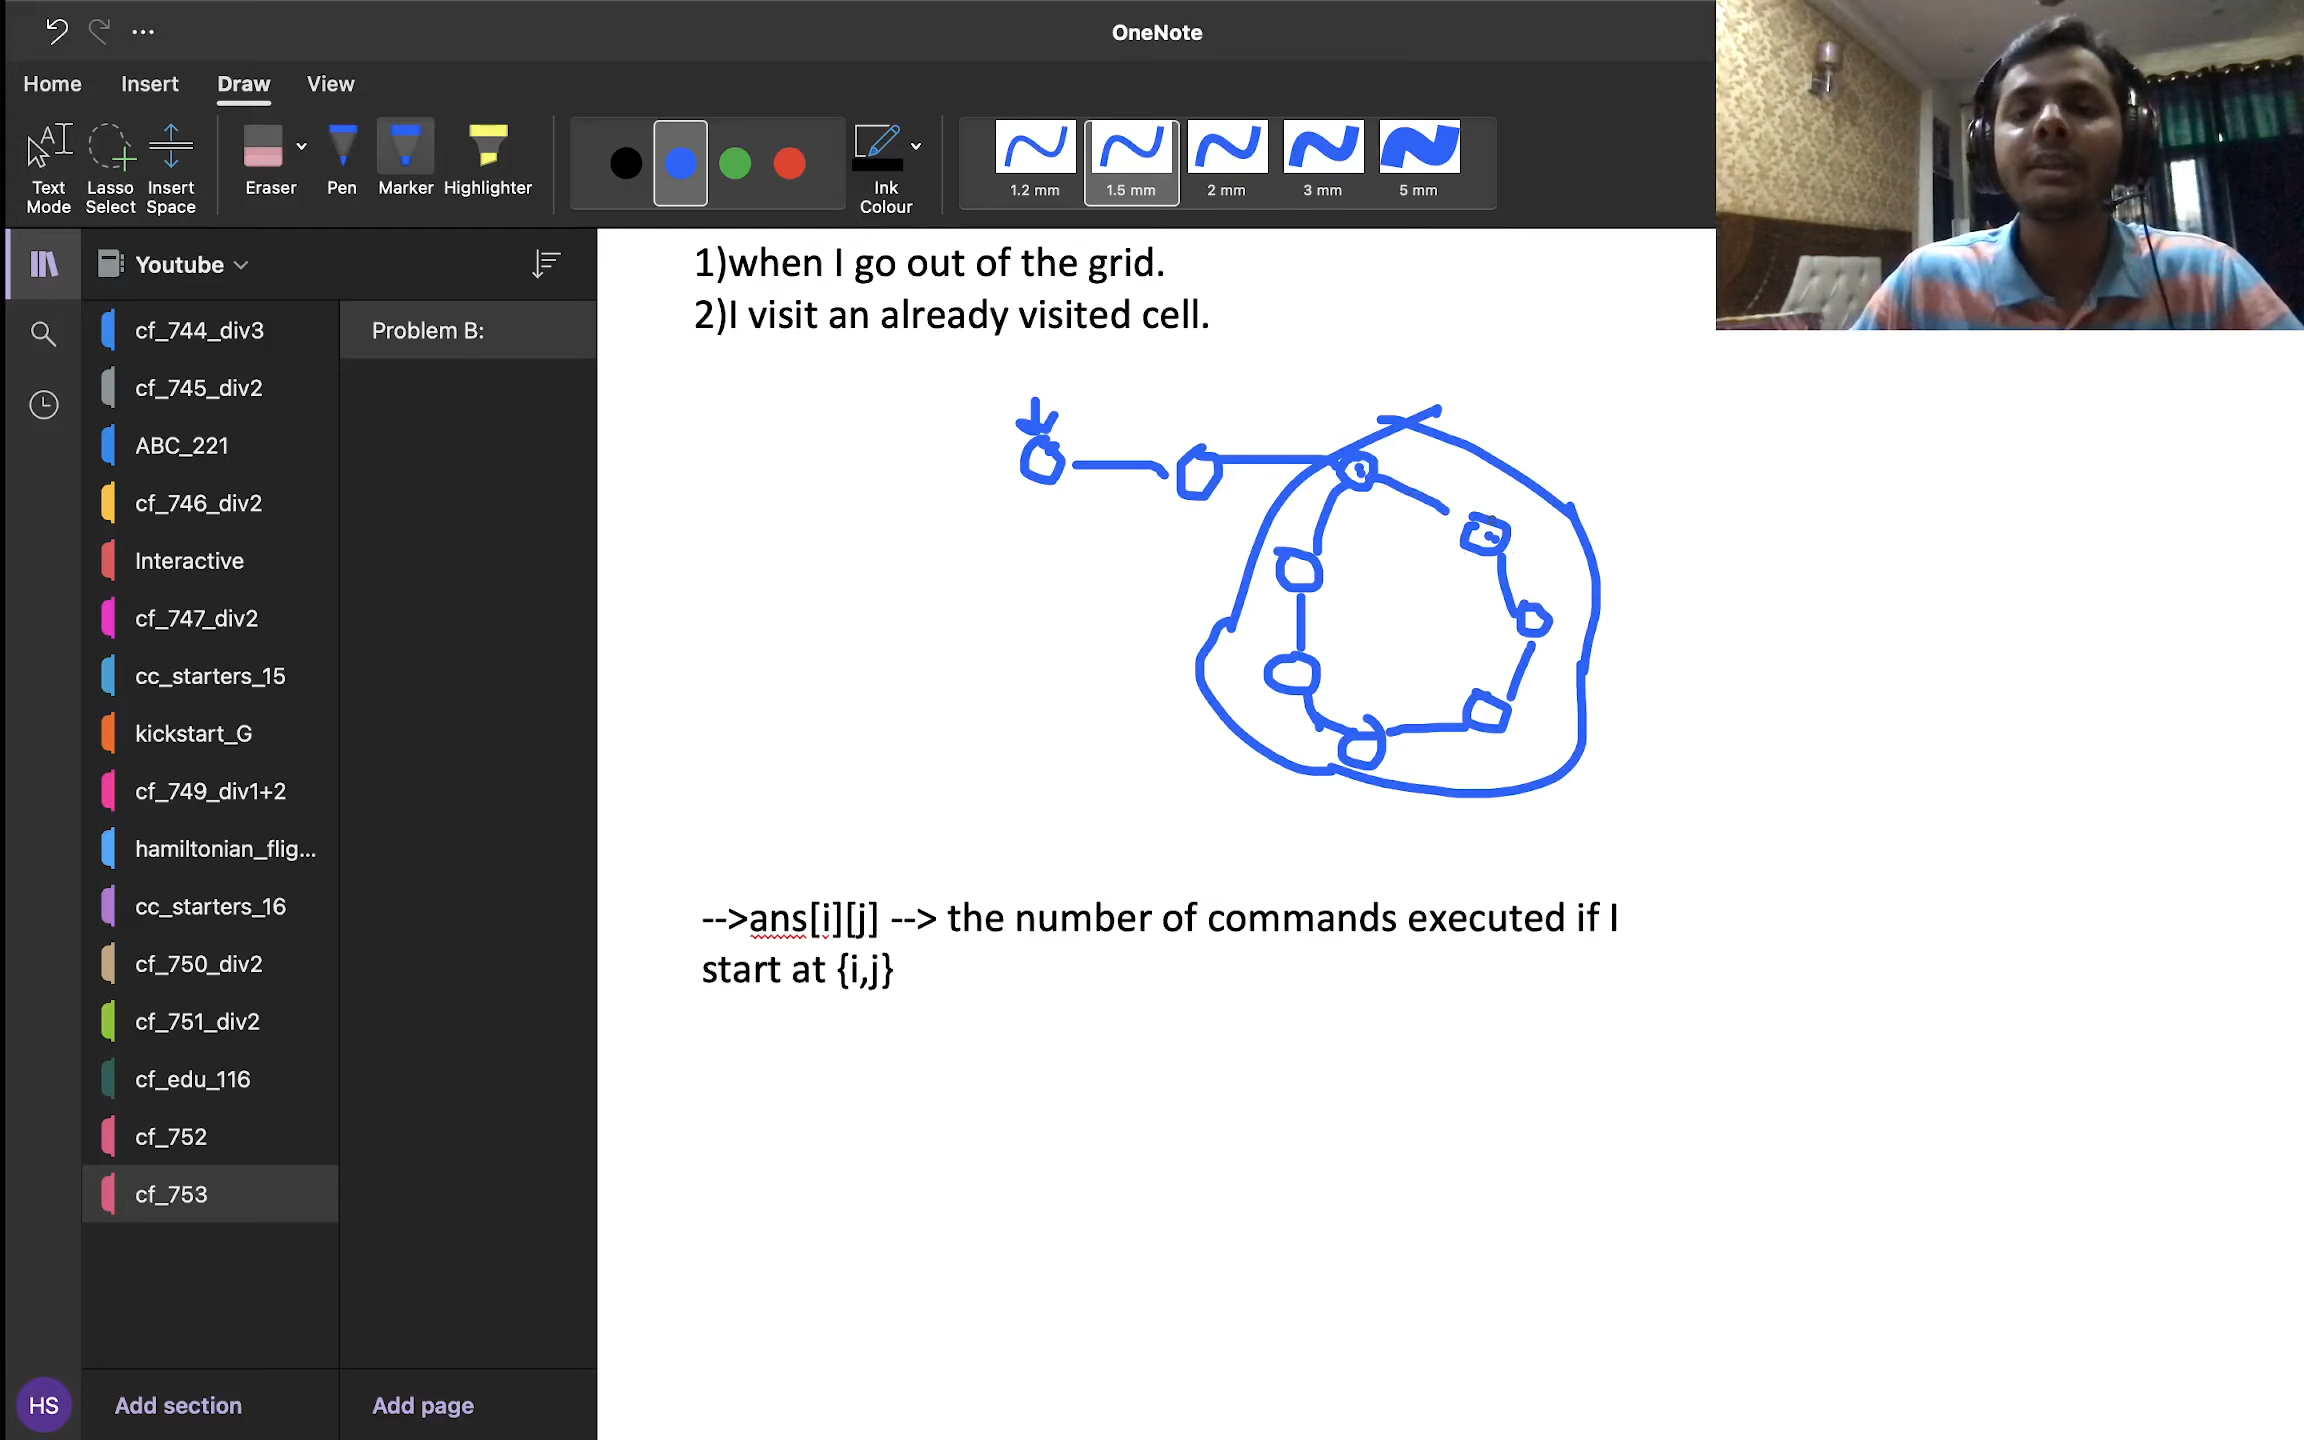 OneNote
Home Insert Draw View
Text Mode
Lasso Select
Insert Space
Eraser
Pen
Marker
Highlighter
Ink Colour
1.2 mm
1.5 mm
2 mm
3 mm
5 mm
Youtube
cf_744_div3
cf_745_div2
ABC_221
cf_746_div2
Interactive
cf_747_div2
cc_starters_15
kickstart_G
cf_749_div1+2
hamiltonian_flig...
cc_starters_16
cf_750_div2
cf_751_div2
cf_edu_116
cf_752
cf_753
HS
Add section
Problem B:
Add page
1)when I go out of the grid.
2)I visit an already visited cell.
-->ans[i][j] --> the number of commands executed if I
start at {i,j}